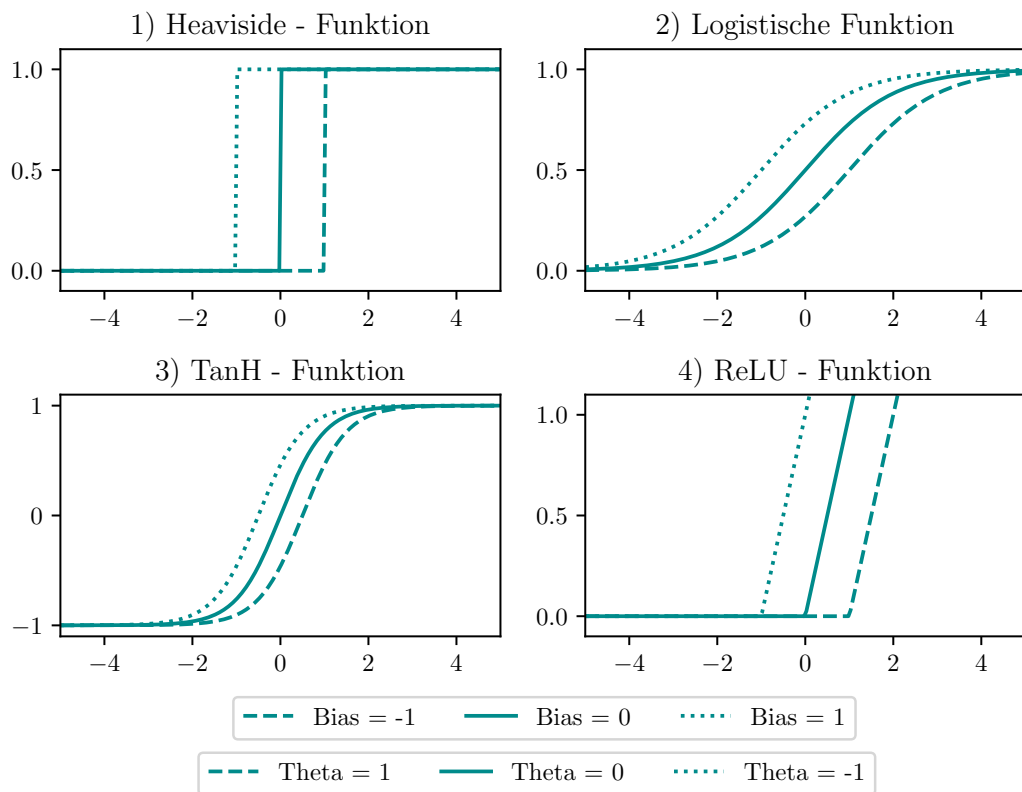 1) Heaviside - Funktion
1.0
0.5
0.0
−4 −2 0 2 4
2) Logistische Funktion
1.0
0.5
0.0
−4 −2 0 2 4
3) TanH - Funktion
1
0
−1
−4 −2 0 2 4
4) ReLU - Funktion
1.0
0.5
0.0
−4 −2 0 2 4
Bias = -1 Bias = 0 Bias = 1
Theta = 1 Theta = 0 Theta = -1